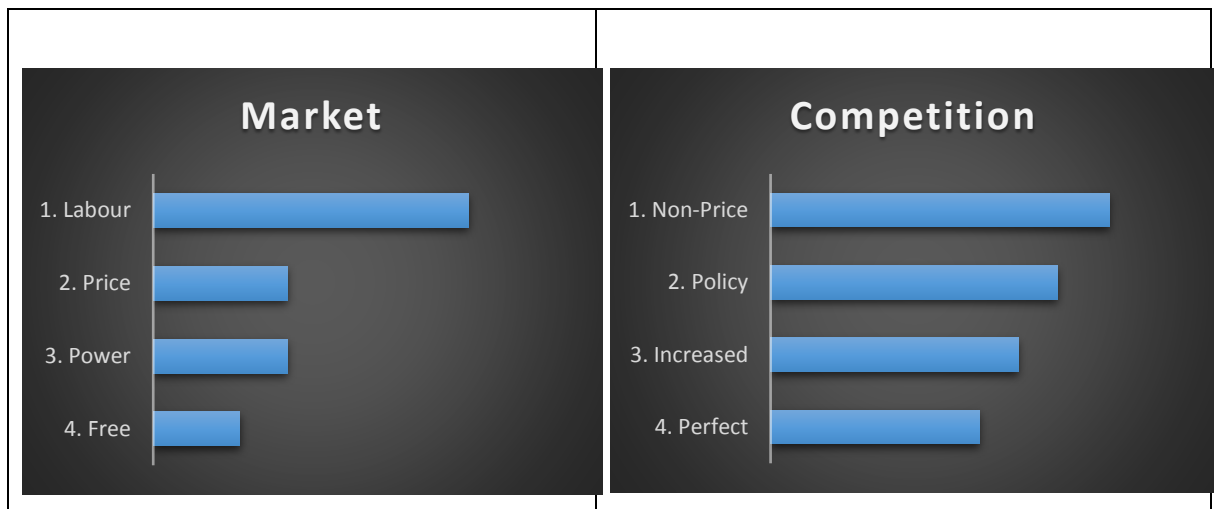 Market
1. Labour
2. Price
3. Power
4. Free
Competition
1. Non-Price
2. Policy
3. Increased
4. Perfect